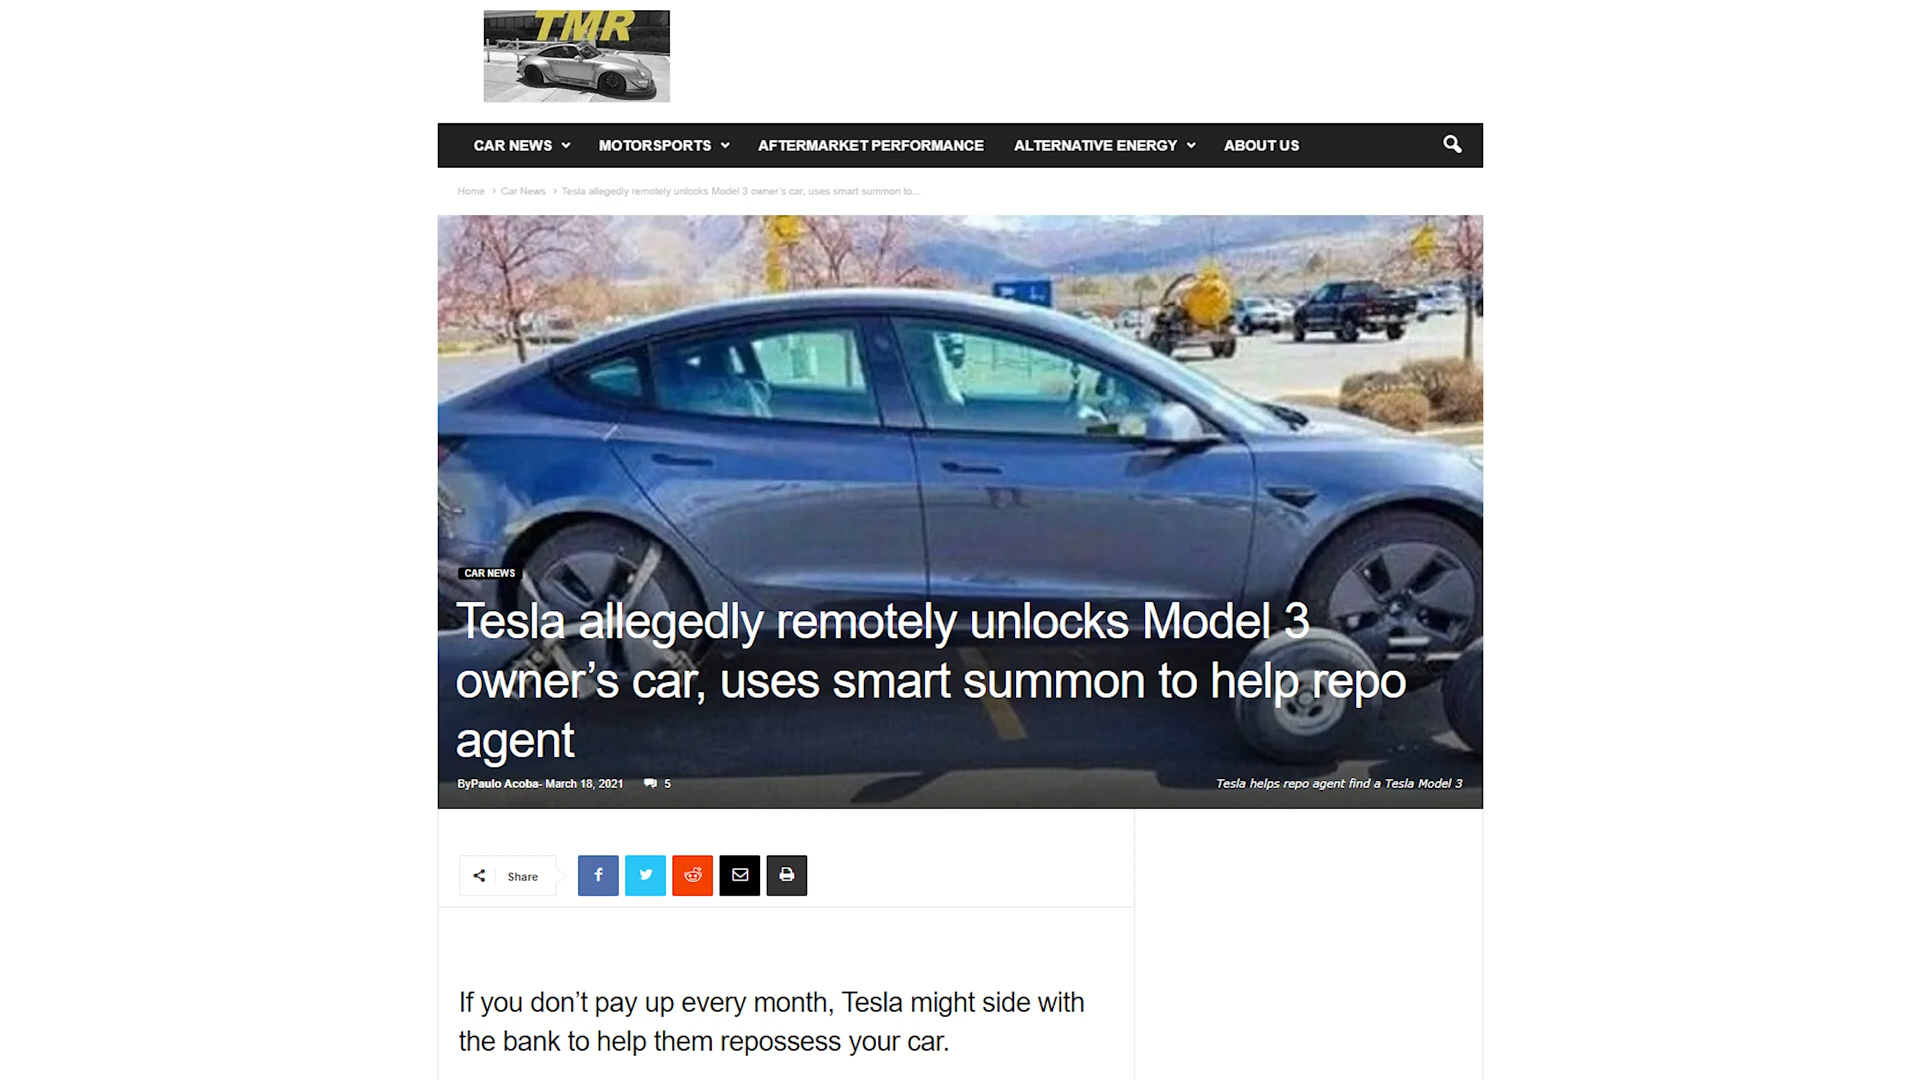 TMR
CAR NEWS
MOTORSPORTS
AFTERMARKET PERFORMANCE
ALTERNATIVE ENERGY
ABOUT US
Home › Car News › Tesla allegedly remotely unlocks Model 3 owner's car, uses smart summon to...
CAR NEWS
Tesla allegedly remotely unlocks Model 3
owner’s car, uses smart summon to help repo
agent
ByPaulo Acoba- March 18, 2021 5
Tesla helps repo agent find a Tesla Model 3
Share
If you don’t pay up every month, Tesla might side with
the bank to help them repossess your car.